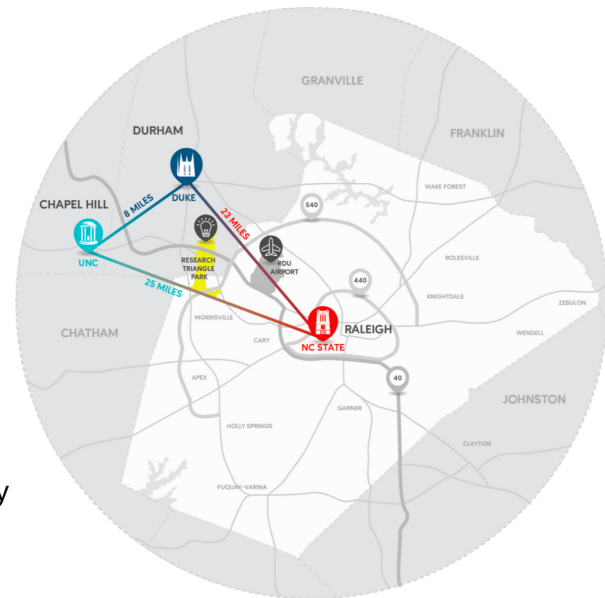 GRANVILLE
DURHAM
FRANKLIN
8 MILES
DUKE
WAKE FOREST
CHAPEL HILL
23 MILES
540
UNC
RESEARCH
TRIANGLE
PARK
RDU
AIRPORT
ROLESVILLE
25 MILES
440
KNIGHTDALE
ZEBULON
MORRISVILLE
CHATHAM
RALEIGH
WENDELL
CARY
NC STATE
APEX
40
JOHNSTON
GARNER
HOLLY SPRINGS
CLAYTON
FUQUAY-VARINA
y